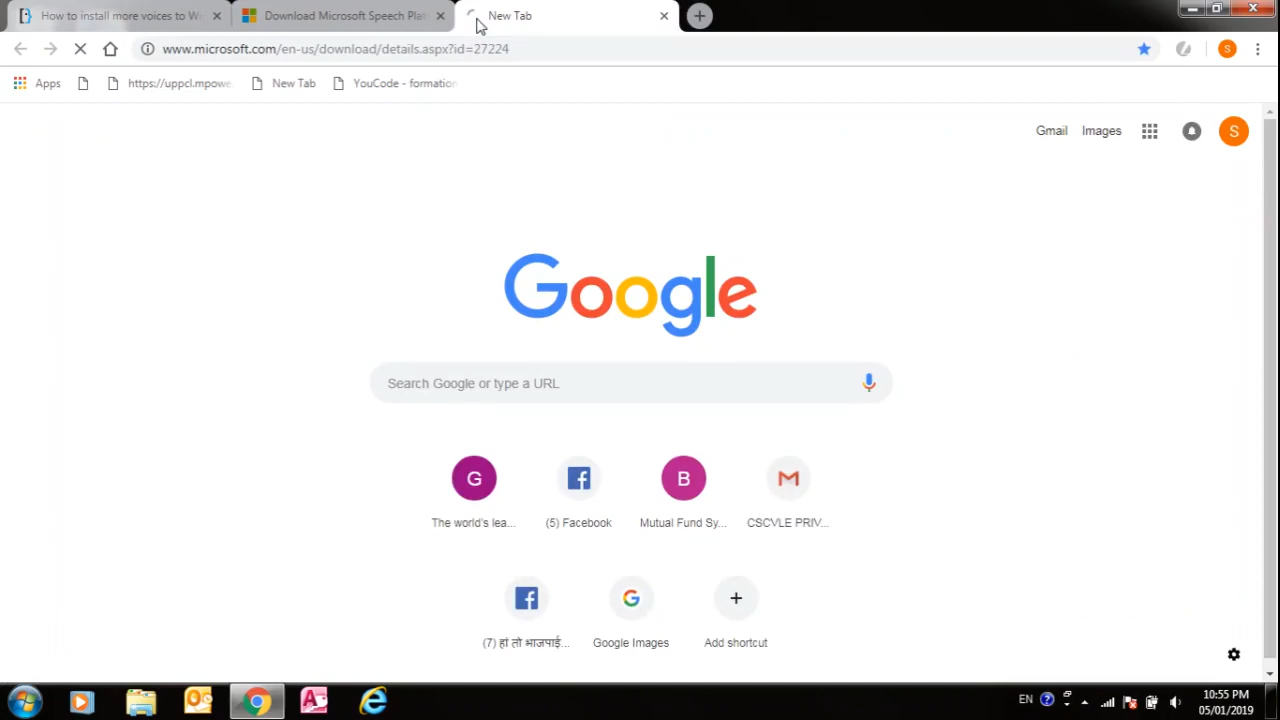 How to install more voices to W
Download Microsoft Speech Plat
New Tab
www.microsoft.com/en-us/download/details.aspx?id=27224
S
Apps
https://uppcl.mpowe
New Tab
YouCode - formation
Gmail
Images
S
Google
Search Google or type a URL
G
B
The world's lea...
(5) Facebook
Mutual Fund Sy...
CSCVLE PRIV...
(7) हां तो भाजपाई...
Google Images
Add shortcut
EN
10:55 PM
05/01/2019